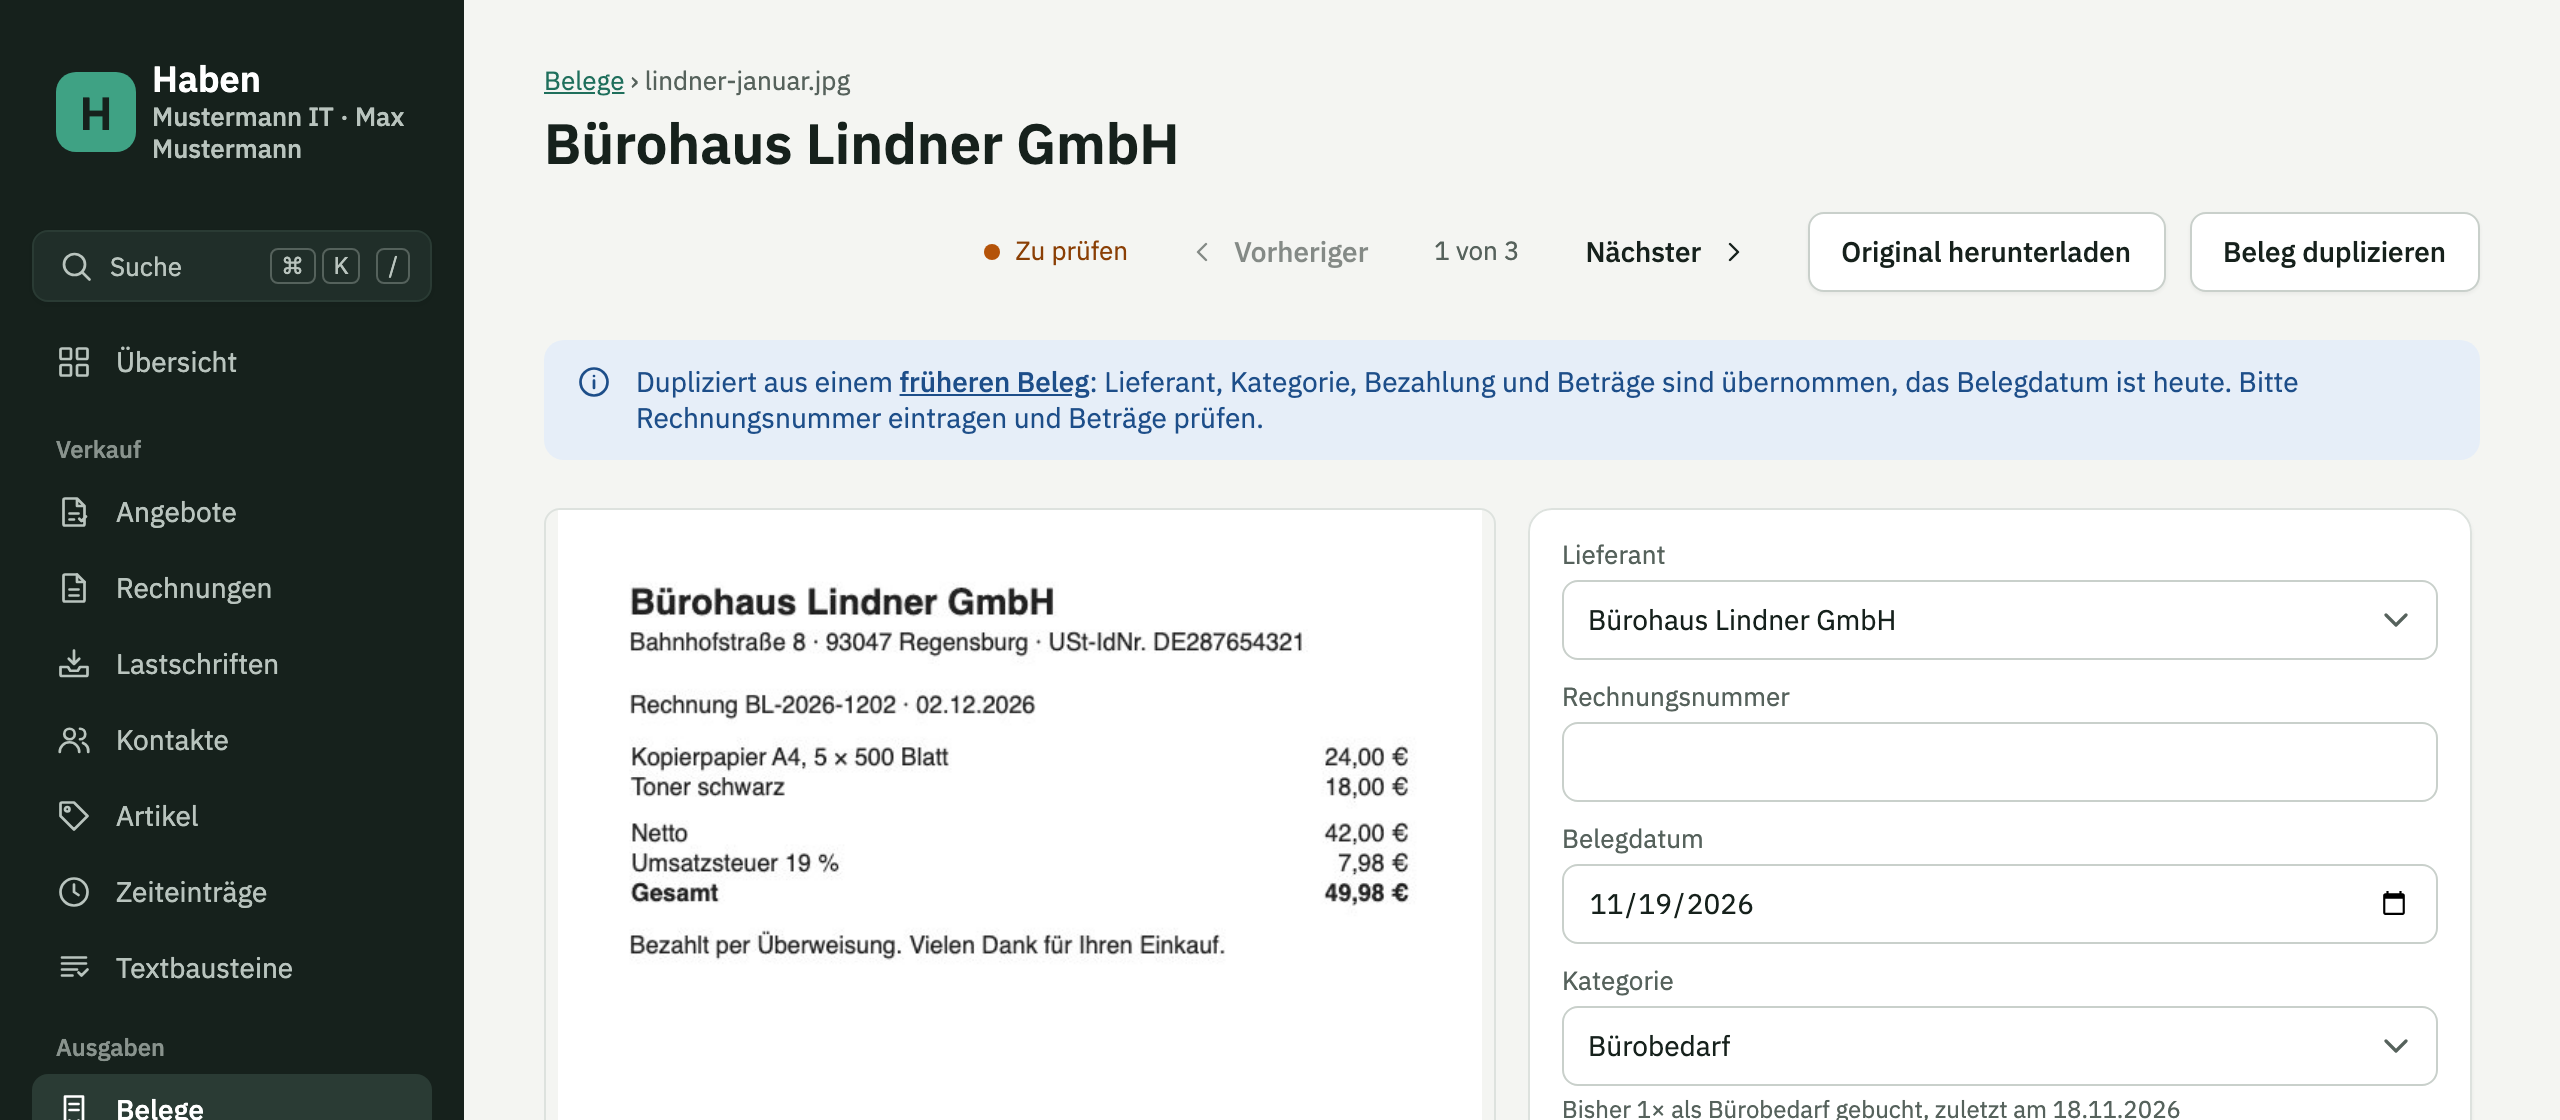 Haben
Mustermann IT · Max
Mustermann
Suche ⌘ K /
Übersicht
Verkauf
Angebote
Rechnungen
Lastschriften
Kontakte
Artikel
Zeiteinträge
Textbausteine
Ausgaben
Belege
Belege › lindner-januar.jpg
Bürohaus Lindner GmbH
Zu prüfen
Vorheriger
1 von 3
Nächster
Original herunterladen
Beleg duplizieren
Dupliziert aus einem früheren Beleg: Lieferant, Kategorie, Bezahlung und Beträge sind übernommen, das Belegdatum ist heute. Bitte
Rechnungsnummer eintragen und Beträge prüfen.
Bürohaus Lindner GmbH
Bahnhofstraße 8 · 93047 Regensburg · USt-IdNr. DE287654321
Rechnung BL-2026-1202 · 02.12.2026
Kopierpapier A4, 5 × 500 Blatt 24,00 €
Toner schwarz 18,00 €
Netto 42,00 €
Umsatzsteuer 19 % 7,98 €
Gesamt 49,98 €
Bezahlt per Überweisung. Vielen Dank für Ihren Einkauf.
Lieferant
Bürohaus Lindner GmbH
Rechnungsnummer
Belegdatum
11/19/2026
Kategorie
Bürobedarf
Bisher 1× als Bürobedarf gebucht, zuletzt am 18.11.2026